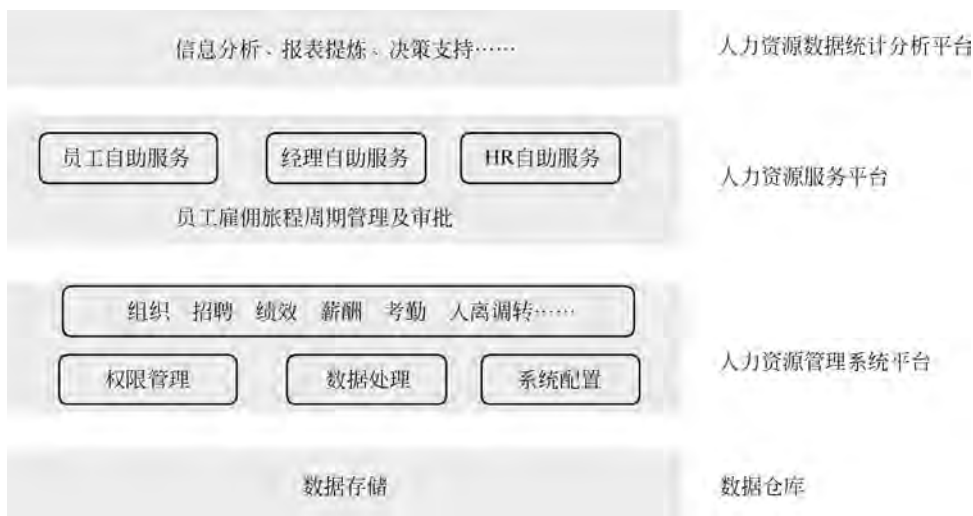 信息分析、报表提炼、决策支持…… 人力资源数据统计分析平台
员工自助服务 经理自助服务 HR自助服务
人力资源服务平台
员工雇佣旅程周期管理及审批
组织 招聘 绩效 薪酬 考勤 入离调转……
人力资源管理系统平台
权限管理 数据处理 系统配置
数据存储 数据仓库